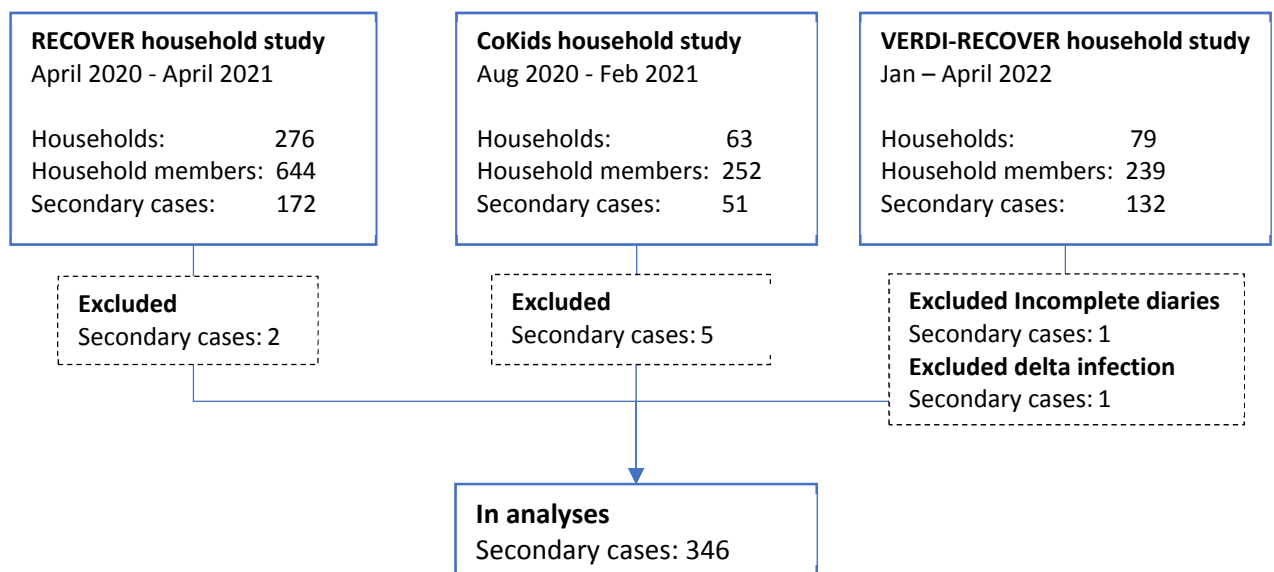 RECOVER household study
April 2020 - April 2021
Households: 276
Household members: 644
Secondary cases: 172
CoKids household study
Aug 2020 - Feb 2021
Households: 63
Household members: 252
Secondary cases: 51
VERDI-RECOVER household study
Jan – April 2022
Households: 79
Household members: 239
Secondary cases: 132
Excluded
Secondary cases: 2
Excluded
Secondary cases: 5
Excluded Incomplete diaries
Secondary cases: 1
Excluded delta infection
Secondary cases: 1
In analyses
Secondary cases: 346